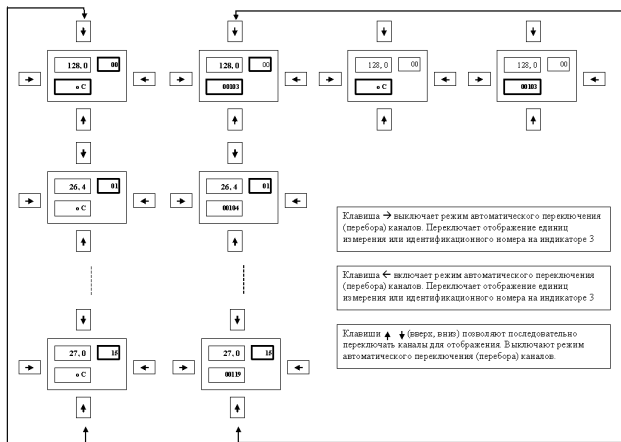 128,0 00 128,0 00 128,0 00 128,0 00
о С 00103 о С 00103
26,4 01 26,4 01
о С 00104
Клавиша → выключает режим автоматического переключения
(перебора) каналов. Переключает отображение единиц
измерения или идентификационного номера на индикаторе 3
Клавиша ← включает режим автоматического переключения
(перебора) каналов. Переключает отображение единиц
измерения или идентификационного номера на индикаторе 3
Клавиши ↑ ↓ (вверх, вниз) позволяют последовательно
переключать каналы для отображения. Выключают режим
автоматического переключения (перебора) каналов.
27,0 15 27,0 15
о С 00119